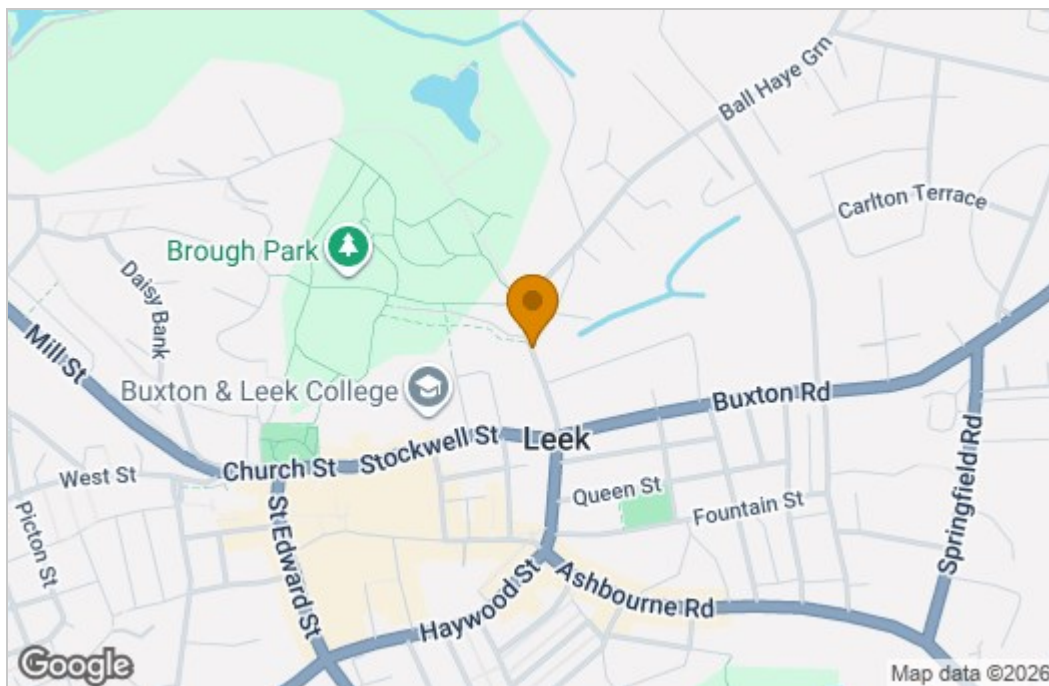 Ball Haye Grn
Carlton Terrace
Brough Park
Daisy Bank
Mill St
Buxton & Leek College
Buxton Rd
Leek
Stockwell St
Church St
West St
Queen St
Fountain St
Springfield Rd
Picton St
St Edward St
Haywood St
Ashbourne Rd
Google
Map data ©2026